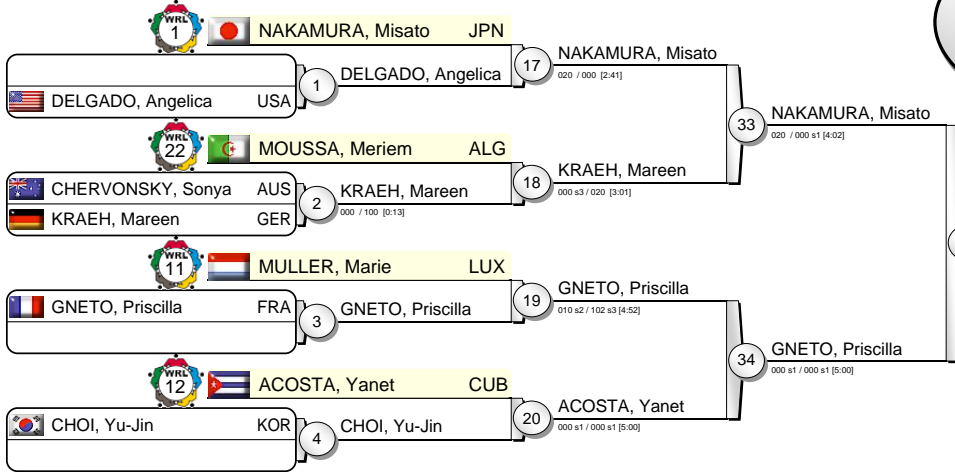 WRL 1 NAKAMURA, Misato JPN
DELGADO, Angelica USA
1 DELGADO, Angelica
17 NAKAMURA, Misato
020 / 000 [2:41]
WRL 22 MOUSSA, Meriem ALG
CHERVONSKY, Sonya AUS
KRAEH, Mareen GER
2 KRAEH, Mareen
000 / 100 [0:13]
18 KRAEH, Mareen
000 s3 / 020 [3:01]
33 NAKAMURA, Misato
020 / 000 s1 [4:02]
WRL 11 MULLER, Marie LUX
GNETO, Priscilla FRA
3 GNETO, Priscilla
19 GNETO, Priscilla
010 s2 / 102 s3 [4:52]
WRL 12 ACOSTA, Yanet CUB
CHOI, Yu-Jin KOR
4 CHOI, Yu-Jin
20 ACOSTA, Yanet
000 s1 / 000 s1 [5:00]
34 GNETO, Priscilla
000 s1 / 000 s1 [5:00]